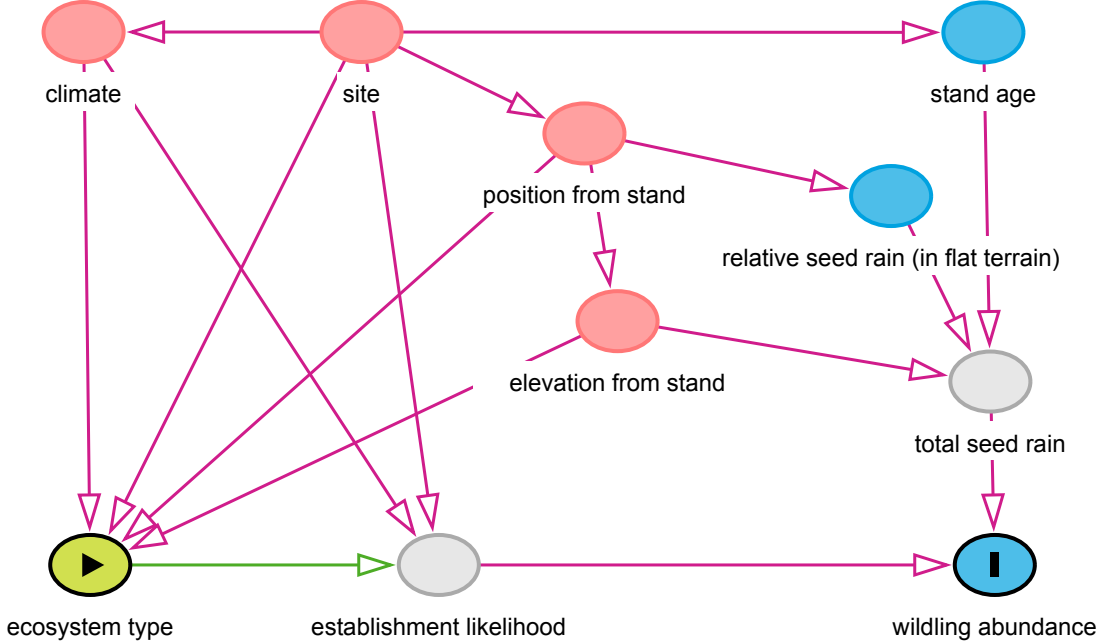 climate
site
stand age
position from stand
relative seed rain (in flat terrain)
elevation from stand
total seed rain
ecosystem type
establishment likelihood
wildling abundance